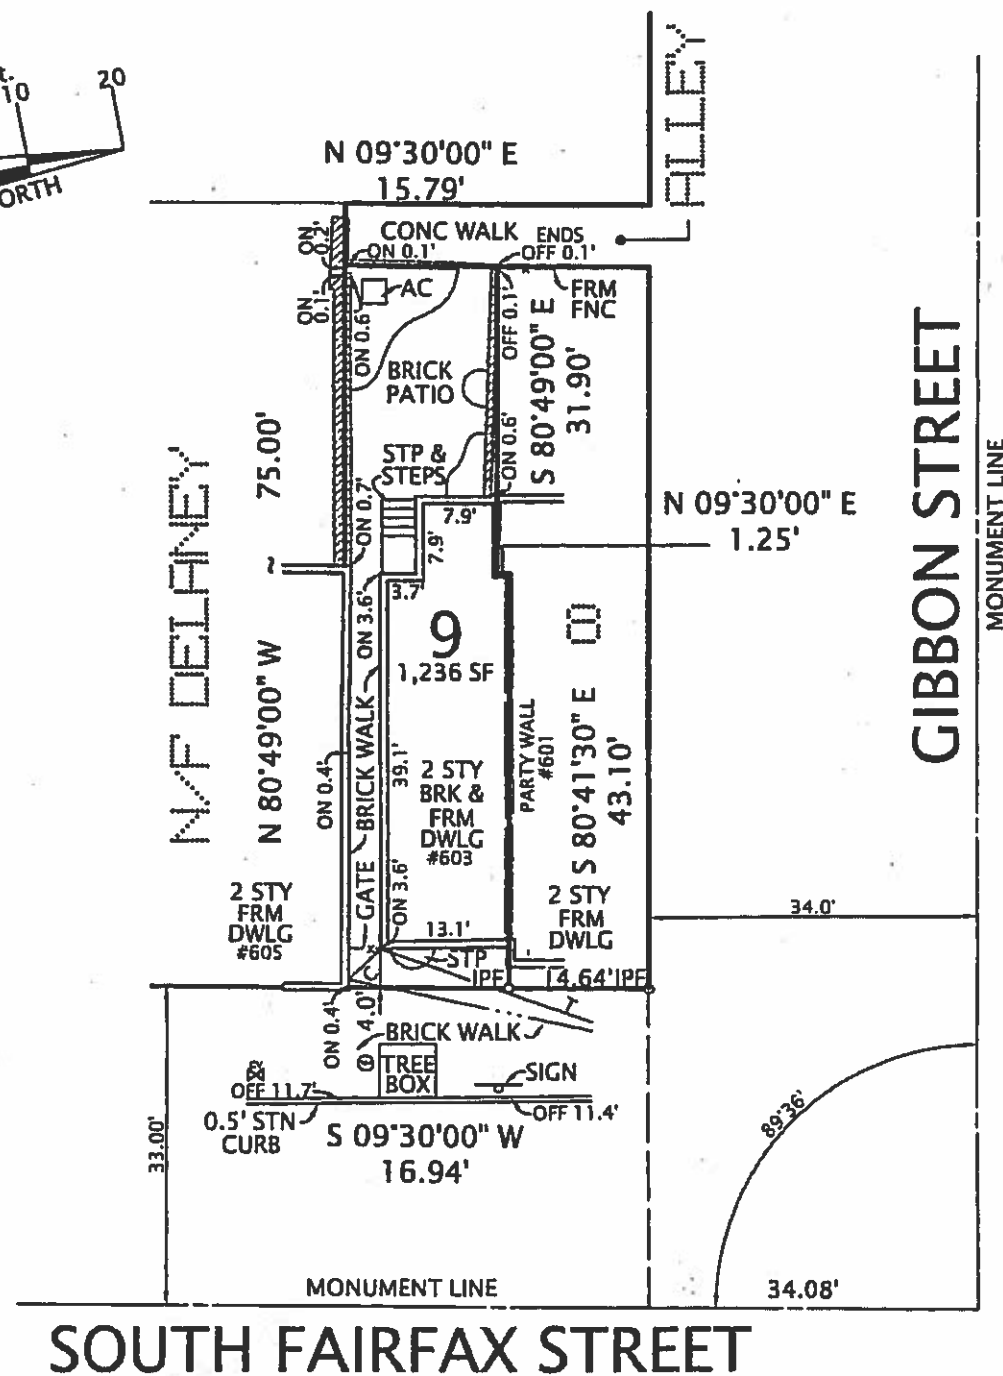 20
10
N 09°30'00" E
15.79'
ALLEY
CONC WALK
ENDS
OFF 0.1'
ON 0.2'
ON 0.1'
ON 0.1'
AC
FRM
FNC
ON 0.6'
OFF 0.1'
BRICK
PATIO
S 80°49'00" E
31.90'
75.00'
STP &
STEPS
ON 0.6'
ON 0.7'
7.9'
7.9'
N 09°30'00" E
1.25'
GIBBON STREET
MONUMENT LINE
N/F DELANEY
N 80°49'00" W
3.7'
ON 3.6'
9
1,236 SF
BRICK WALK
39.1'
ON 0.4'
2 STY
BRK &
FRM
DWLG
#603
PARTY WALL
#601
S 80°41'30" E
43.10'
GATE
ON 3.6'
2 STY
FRM
DWLG
#605
2 STY
FRM
DWLG
34.0'
13.1'
STP
IPF
14.64'
IPF
ON 0.4'
4.0'
BRICK WALK
TREE
BOX
SIGN
OFF 11.7'
OFF 11.4'
0.5' STN
CURB
S 09°30'00" W
16.94'
33.00'
89°36'
MONUMENT LINE
34.08'
SOUTH FAIRFAX STREET